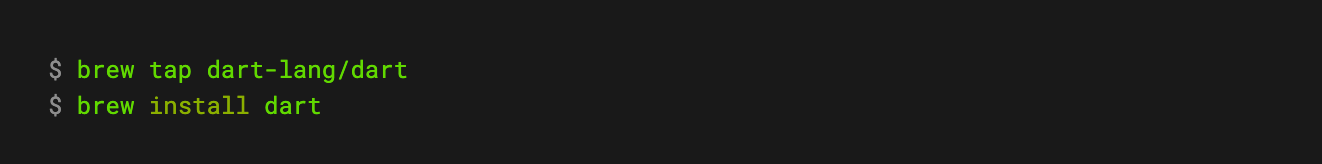 $ brew tap dart-lang/dart
$ brew install dart